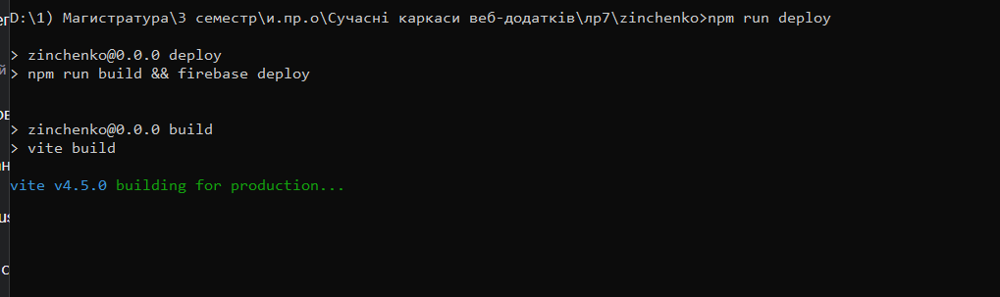 D:\1) Магистратура\3 семестр\и.пр.о\Сучасні каркаси веб-додатків\лр7\zinchenko>npm run deploy
> zinchenko@0.0.0 deploy
> npm run build && firebase deploy
> zinchenko@0.0.0 build
> vite build
vite v4.5.0 building for production...